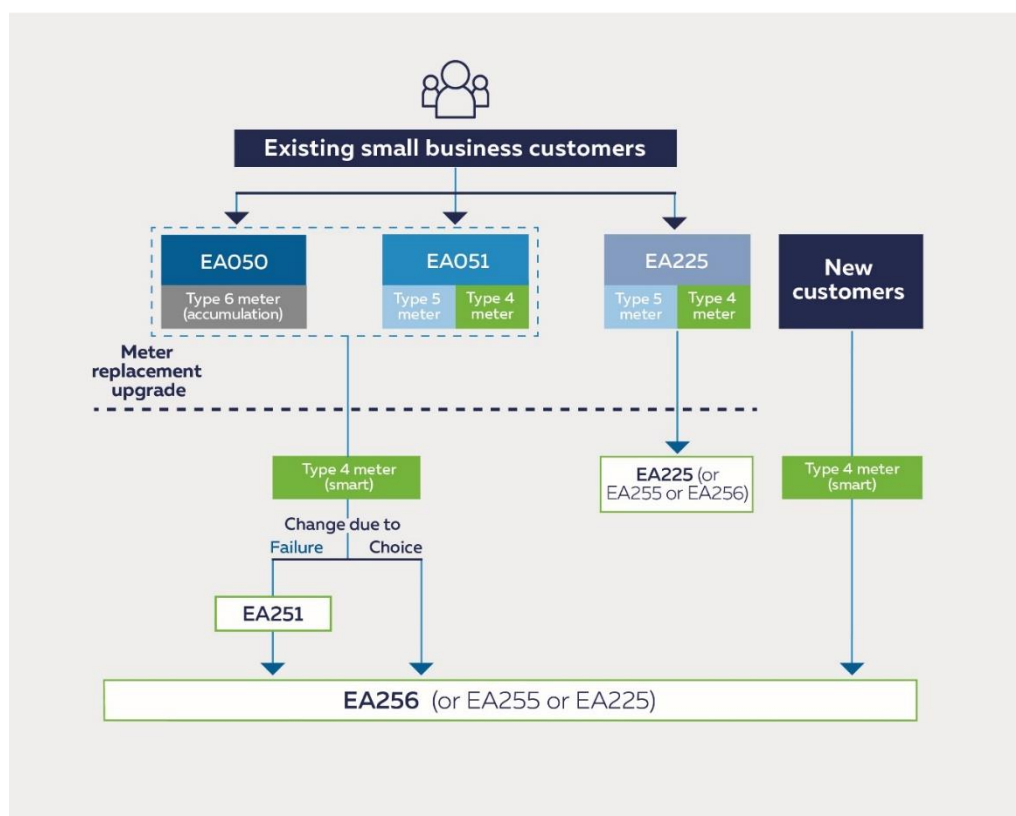 Existing small business customers
EA050
Type 6 meter
(accumulation)
EA051
Type 5
meter
Type 4
meter
EA225
Type 5
meter
Type 4
meter
New
customers
Meter
replacement
upgrade
Type 4 meter
(smart)
EA225 (or
EA255 or EA256)
Type 4 meter
(smart)
Change due to
Failure
Choice
EA251
EA256 (or EA255 or EA225)